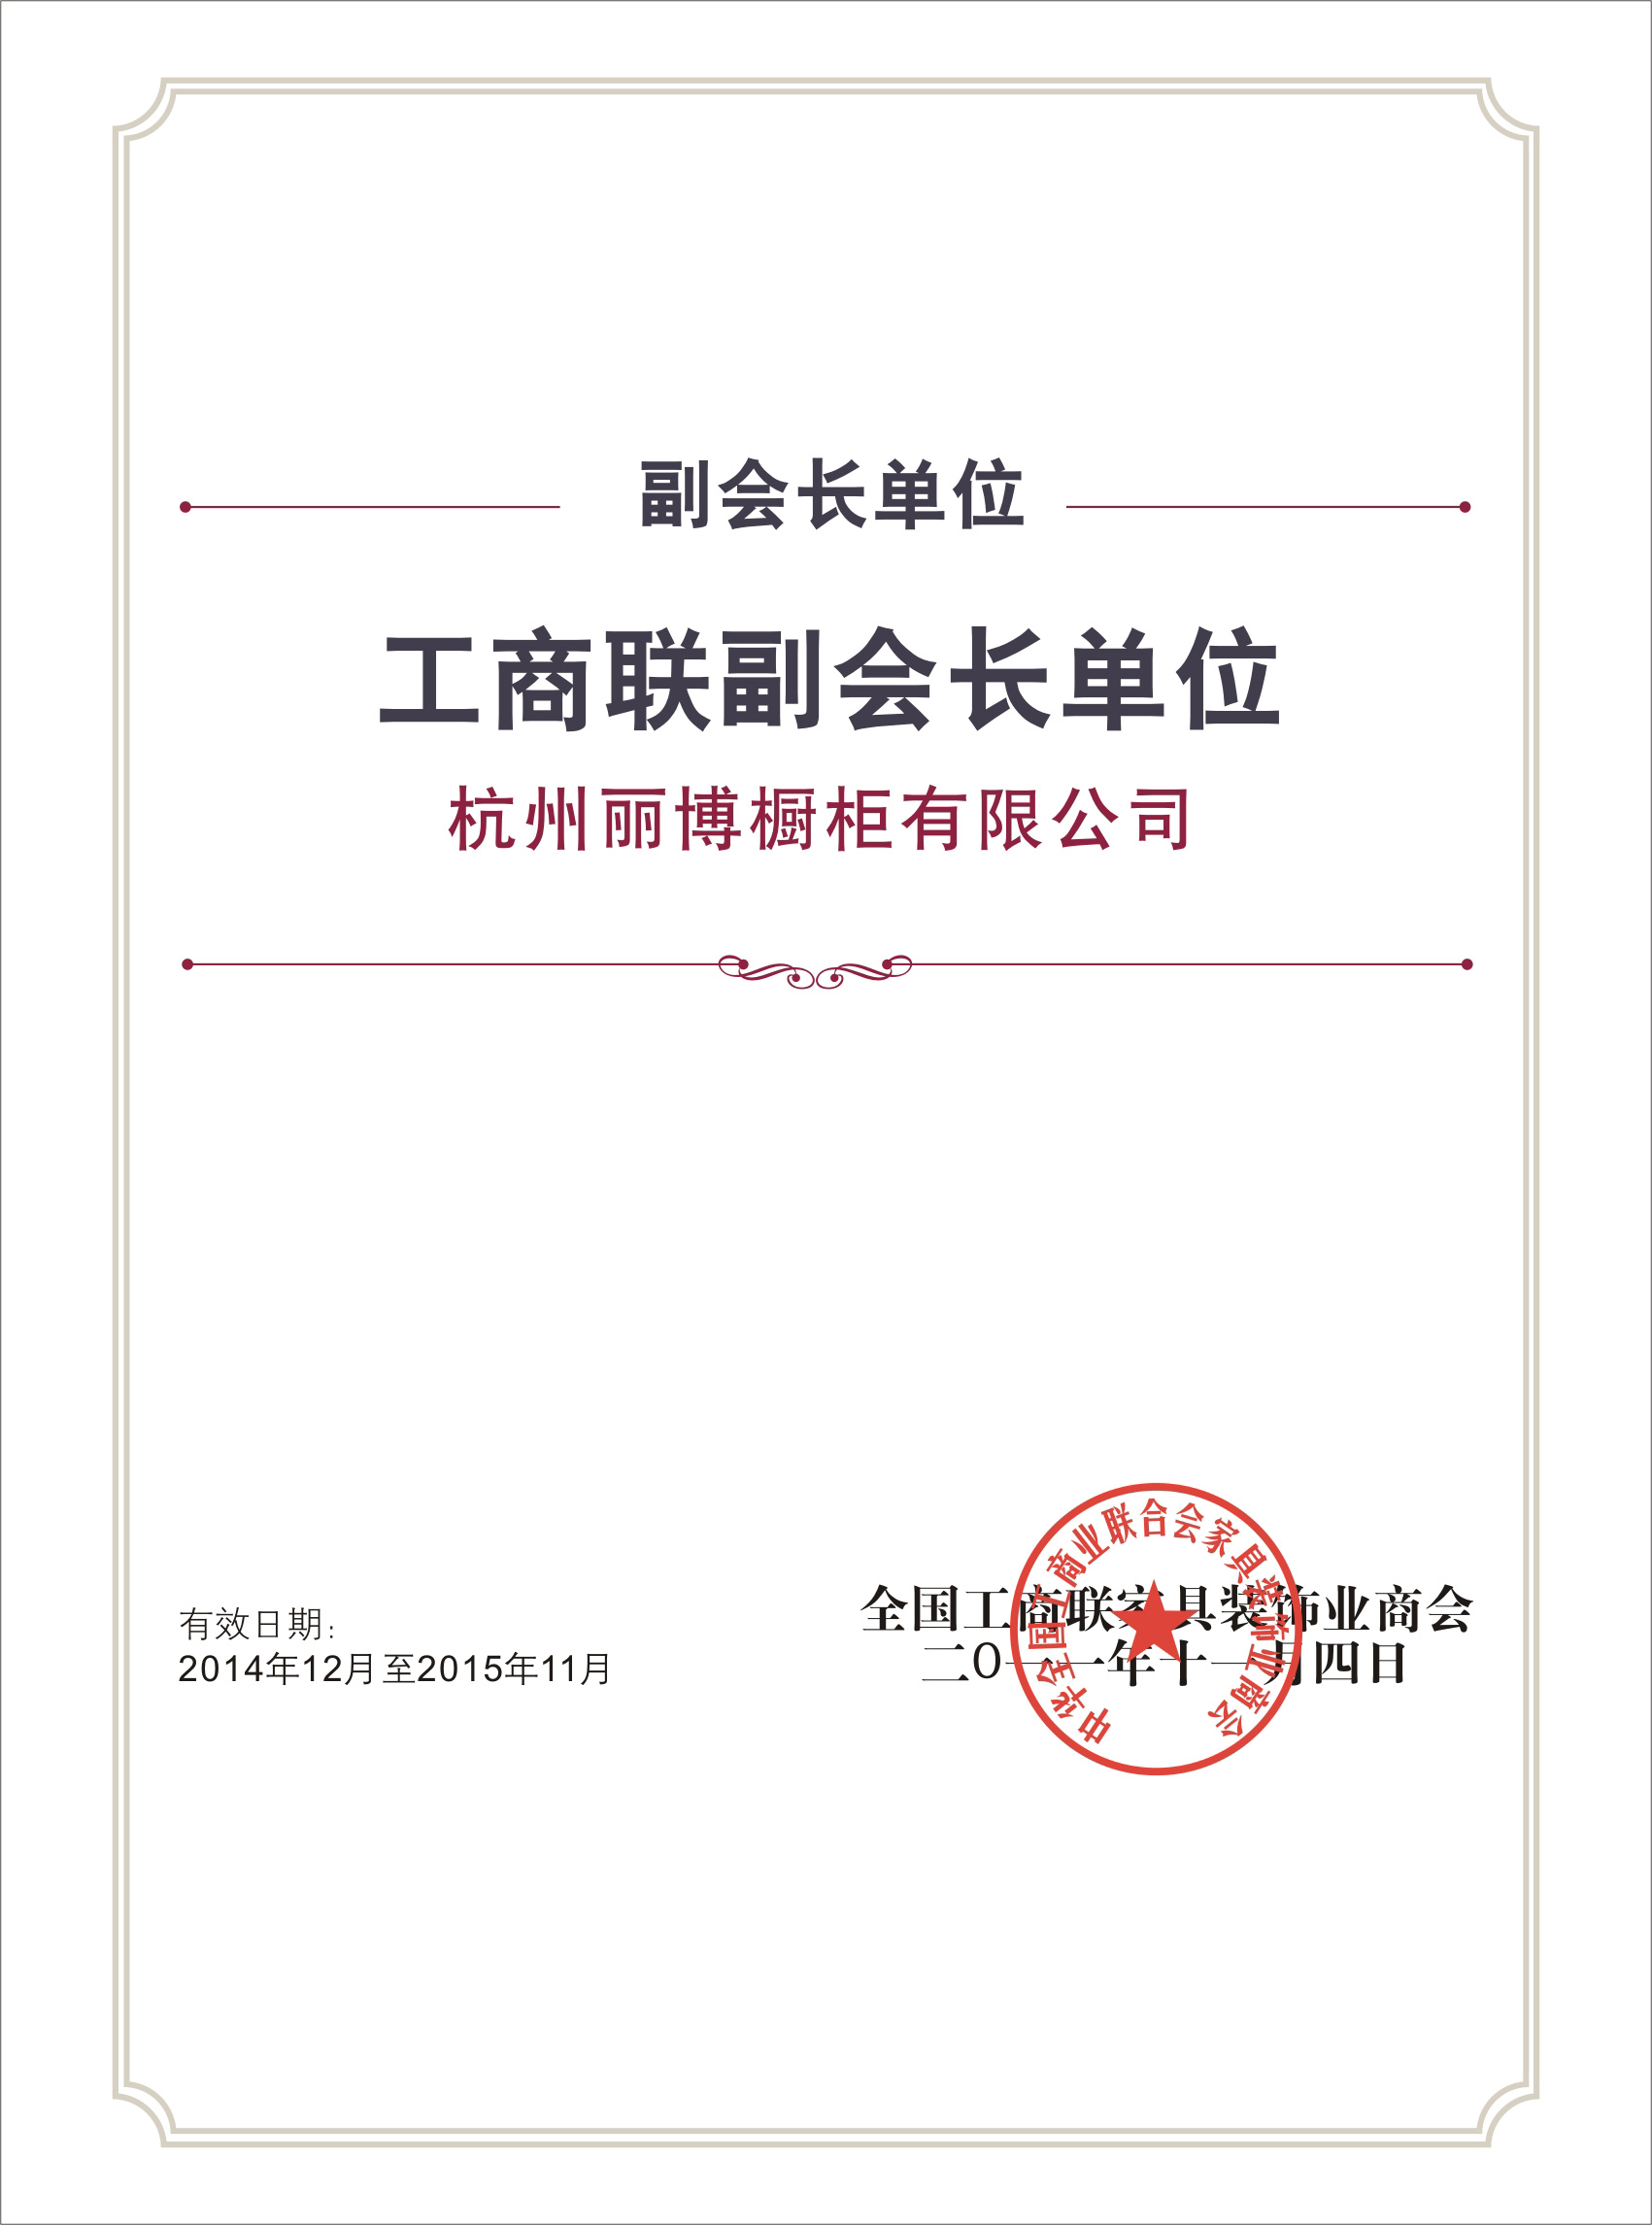 副会长单位
工商联副会长单位
杭州丽博橱柜有限公司
有效日期:
2014年12月至2015年11月
全国工商联家具装饰业商会
二O一一年十一月四日
中华全国工商业联合会家具装饰业商会